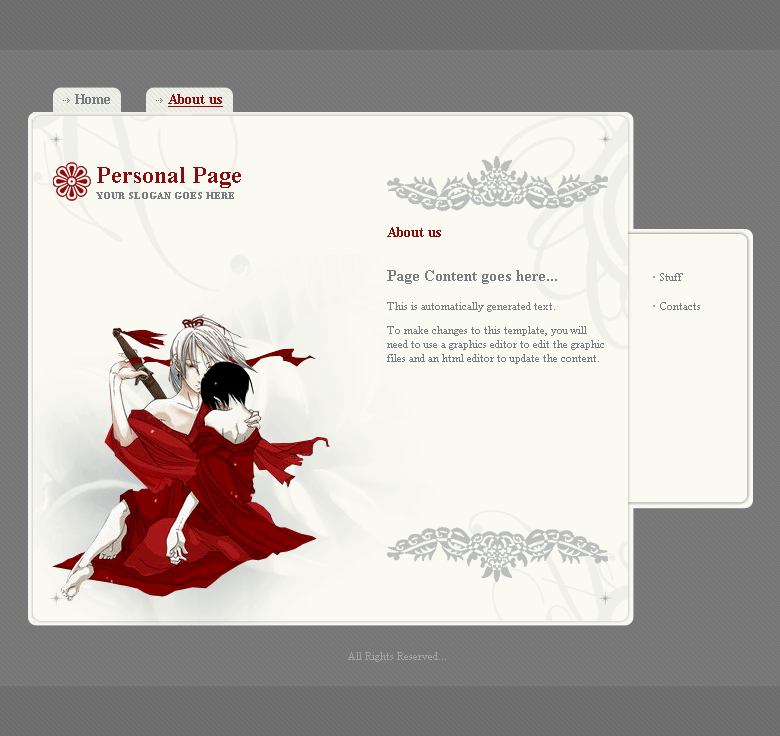 Home
About us
Personal Page
YOUR SLOGAN GOES HERE
About us
Page Content goes here...
This is automatically generated text.
To make changes to this template, you will
need to use a graphics editor to edit the graphic
files and an html editor to update the content.
Stuff
Contacts
All Rights Reserved...